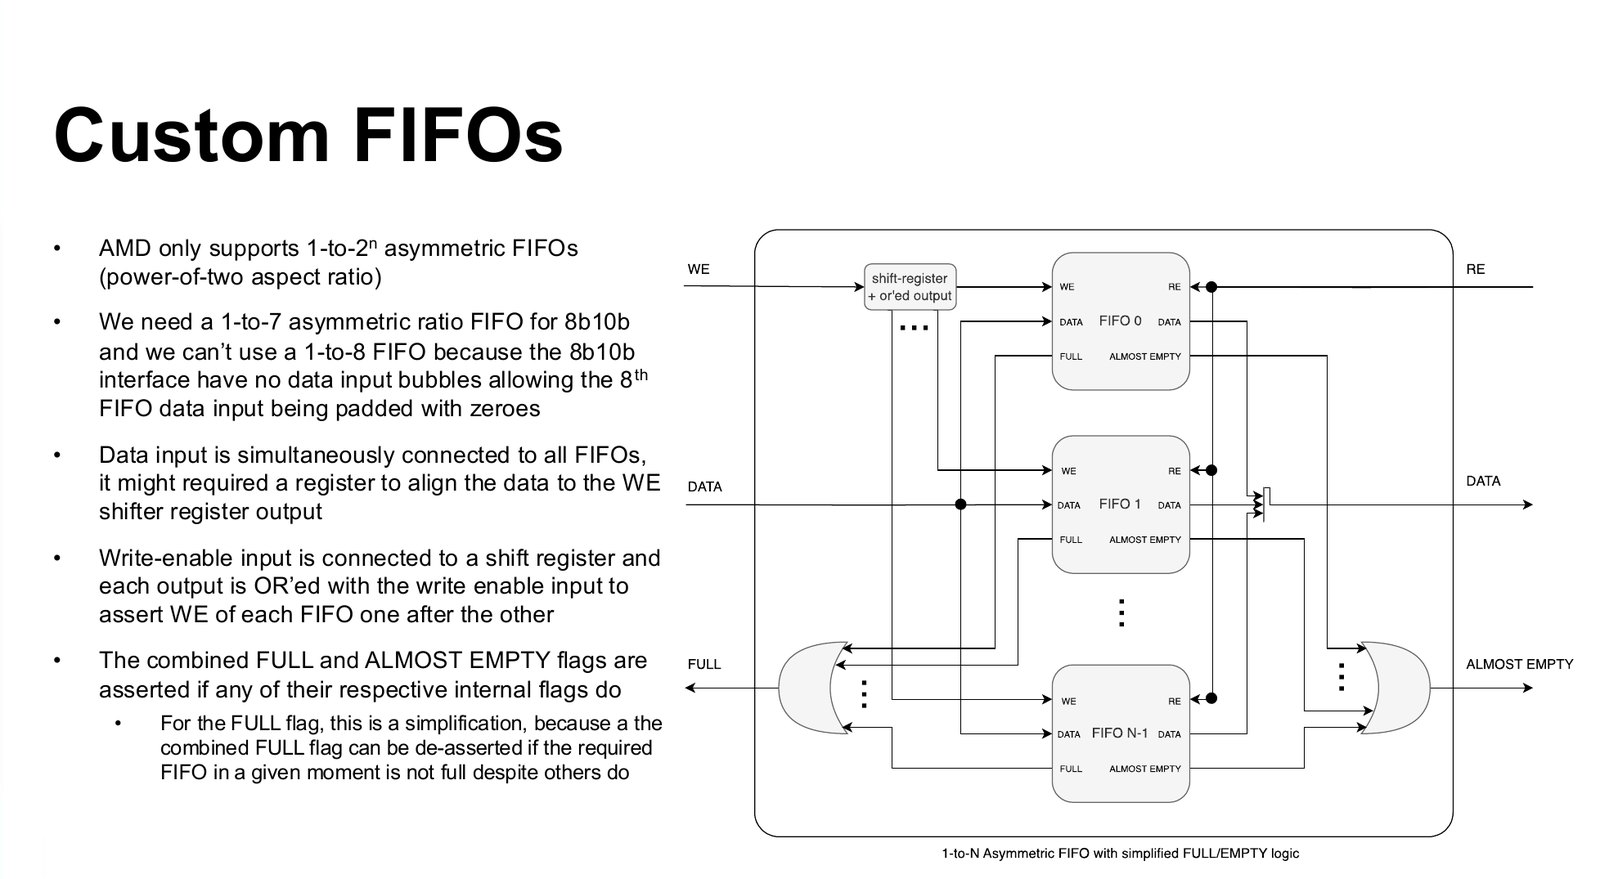 Custom FIFOs
• AMD only supports 1-to-2ⁿ asymmetric FIFOs
(power-of-two aspect ratio)
• We need a 1-to-7 asymmetric ratio FIFO for 8b10b
and we can’t use a 1-to-8 FIFO because the 8b10b
interface have no data input bubbles allowing the 8th
FIFO data input being padded with zeroes
• Data input is simultaneously connected to all FIFOs,
it might required a register to align the data to the WE
shifter register output
• Write-enable input is connected to a shift register and
each output is OR’ed with the write enable input to
assert WE of each FIFO one after the other
• The combined FULL and ALMOST EMPTY flags are
asserted if any of their respective internal flags do
• For the FULL flag, this is a simplification, because a the
combined FULL flag can be de-asserted if the required
FIFO in a given moment is not full despite others do
WE
shift-register
+ or'ed output
...
WE RE
DATA FIFO 0 DATA
FULL ALMOST EMPTY
RE
WE RE
DATA FIFO 1 DATA
FULL ALMOST EMPTY
DATA
DATA
WE RE
DATA FIFO N-1 DATA
FULL ALMOST EMPTY
FULL
ALMOST EMPTY
1-to-N Asymmetric FIFO with simplified FULL/EMPTY logic